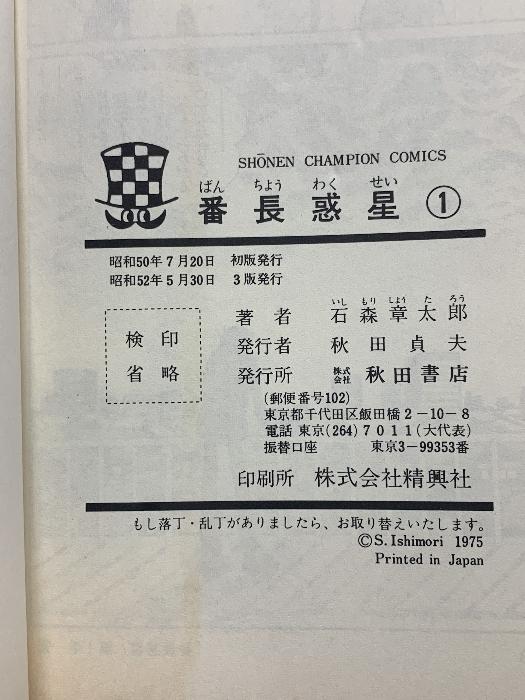 SHŌNEN CHAMPION COMICS
ばん ちよう わく せい
番長惑星 ①
昭和50年7月20日 初版発行
昭和52年5月30日 3版発行
検印
省略
いし もり しよう た ろう
著者 石森章太郎
発行者 秋田貞夫
発行所 株式会社 秋田書店
(郵便番号102)
東京都千代田区飯田橋2-10-8
電話 東京(264)7011(大代表)
振替口座 東京3-99353番
印刷所 株式会社精興社
もし落丁・乱丁がありましたら、お取り替えいたします。
©S. Ishimori 1975
Printed in Japan